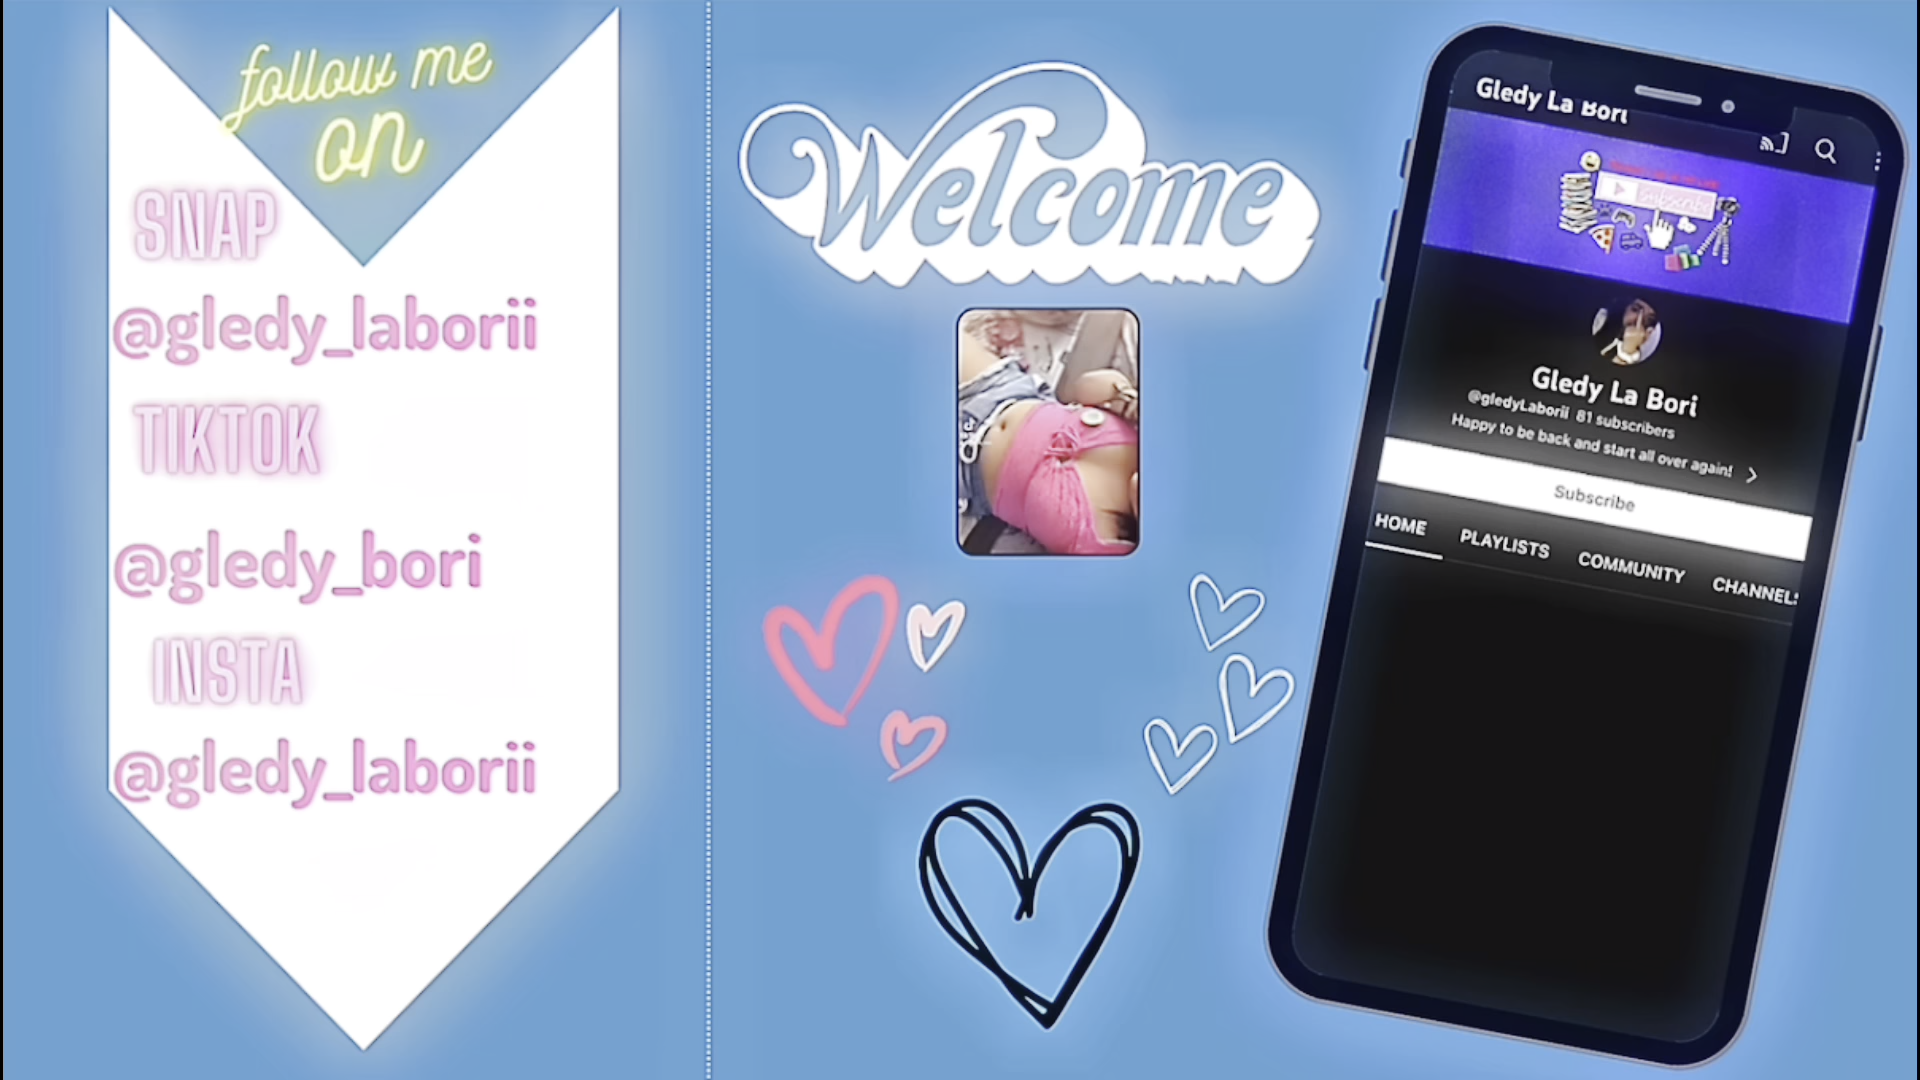 follow me
on
SNAP
@gledy_laborii
TIKTOK
@gledy_bori
INSTA
@gledy_laborii
Welcome
Gledy La Bori
Subscribe
Gledy La Bori
@gledyLaborii 81 subscribers
Happy to be back and start all over again!
Subscribe
HOME PLAYLISTS COMMUNITY CHANNELS